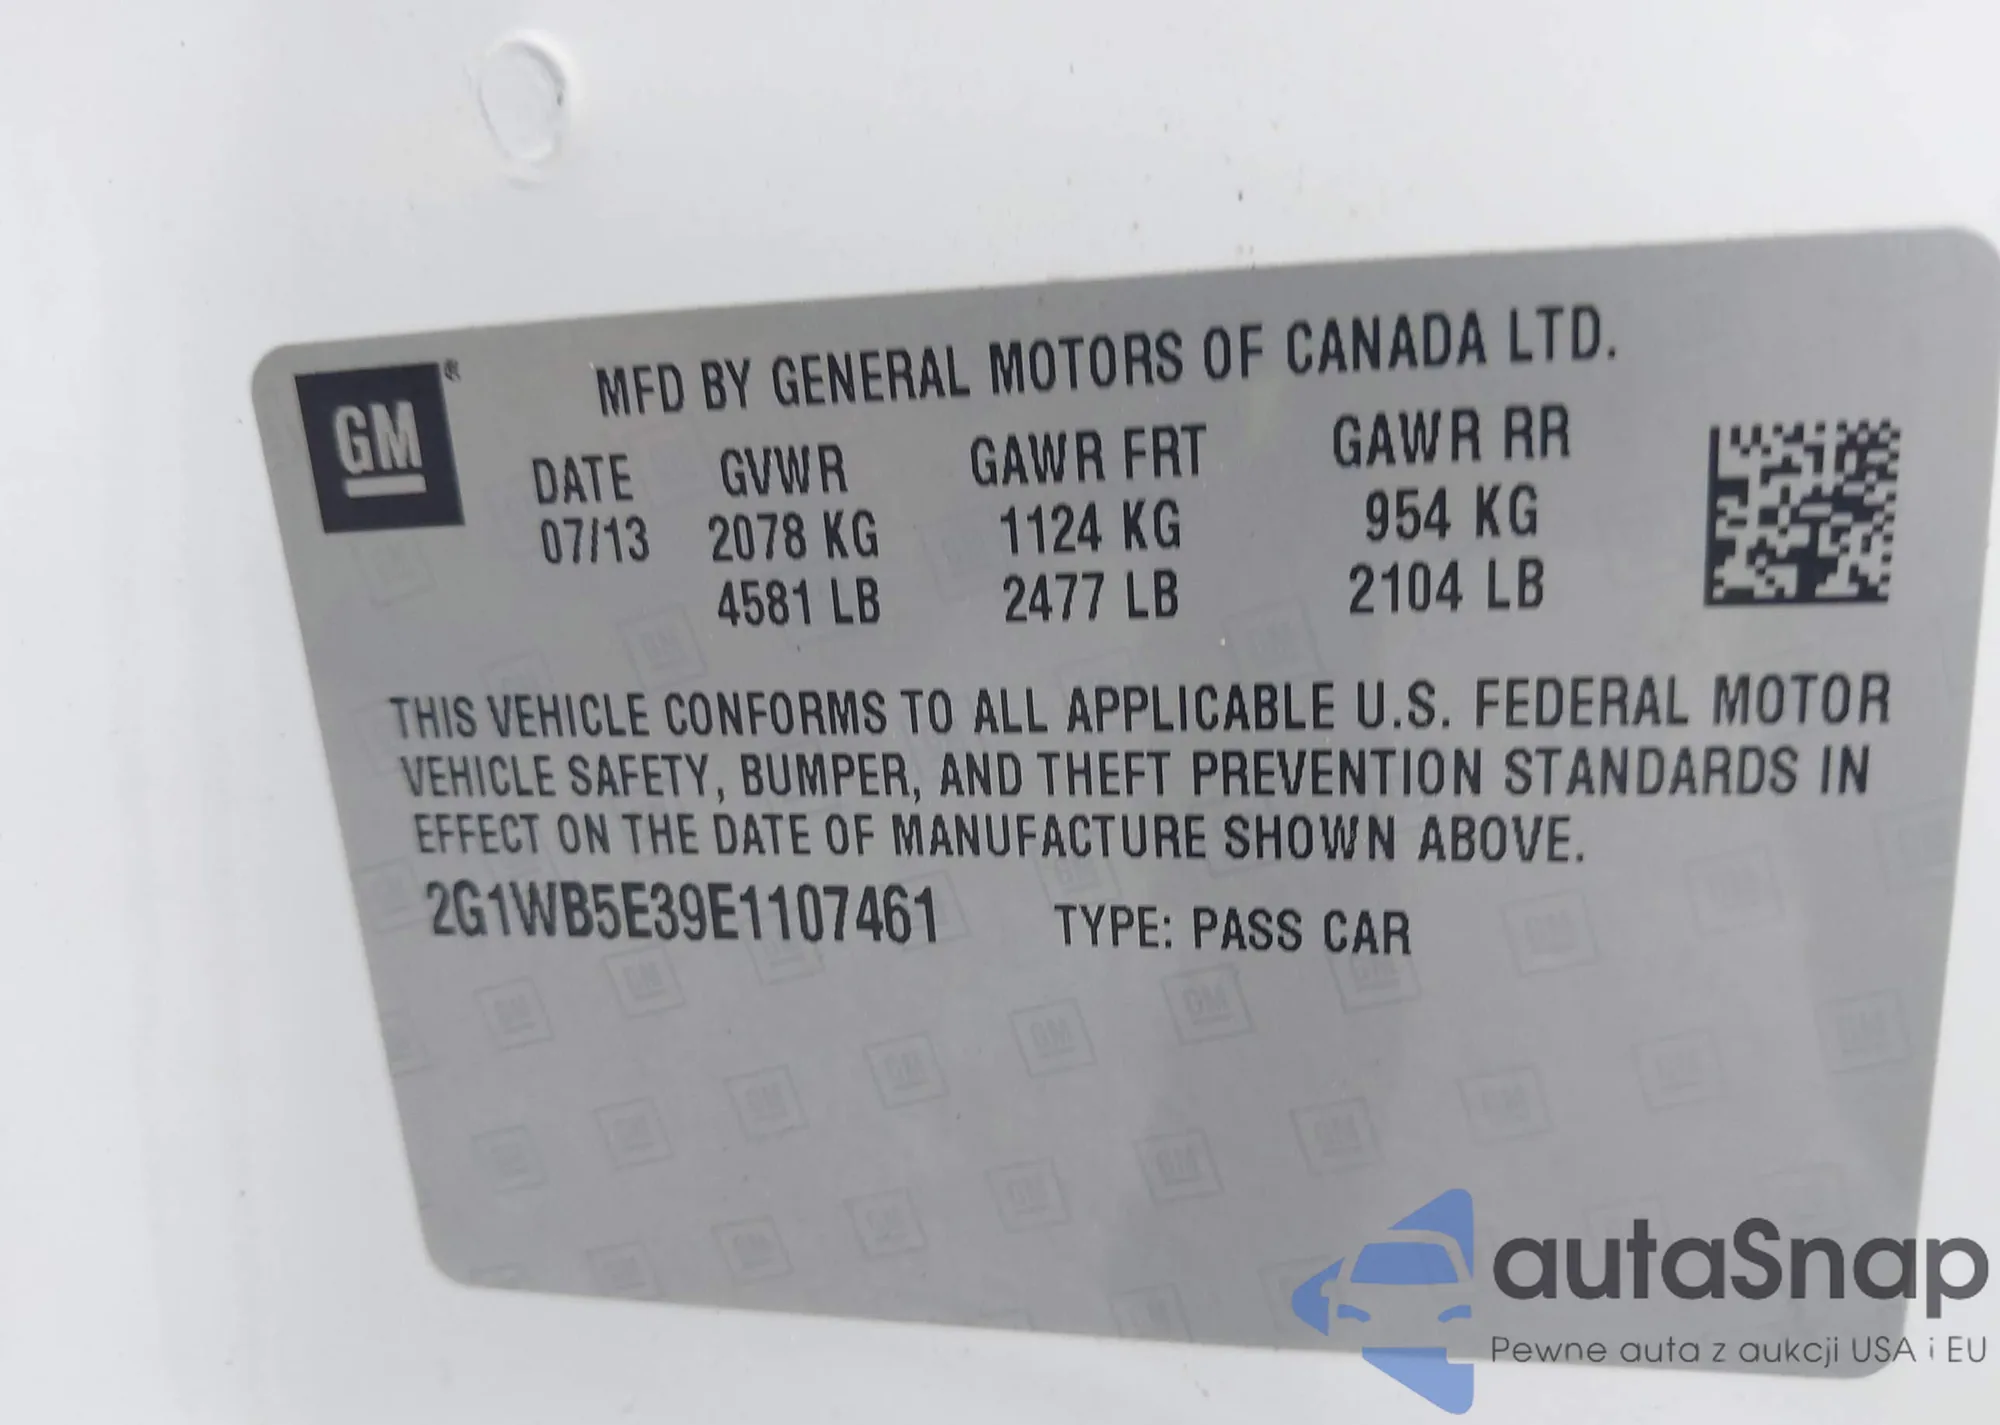 GM®
MFD BY GENERAL MOTORS OF CANADA LTD.
DATE GVWR GAWR FRT GAWR RR
07/13 2078 KG 1124 KG 954 KG
4581 LB 2477 LB 2104 LB
THIS VEHICLE CONFORMS TO ALL APPLICABLE U.S. FEDERAL MOTOR
VEHICLE SAFETY, BUMPER, AND THEFT PREVENTION STANDARDS IN
EFFECT ON THE DATE OF MANUFACTURE SHOWN ABOVE.
2G1WB5E39E1107461 TYPE: PASS CAR
autaSnap
Pewne auta z aukcji USA i EU